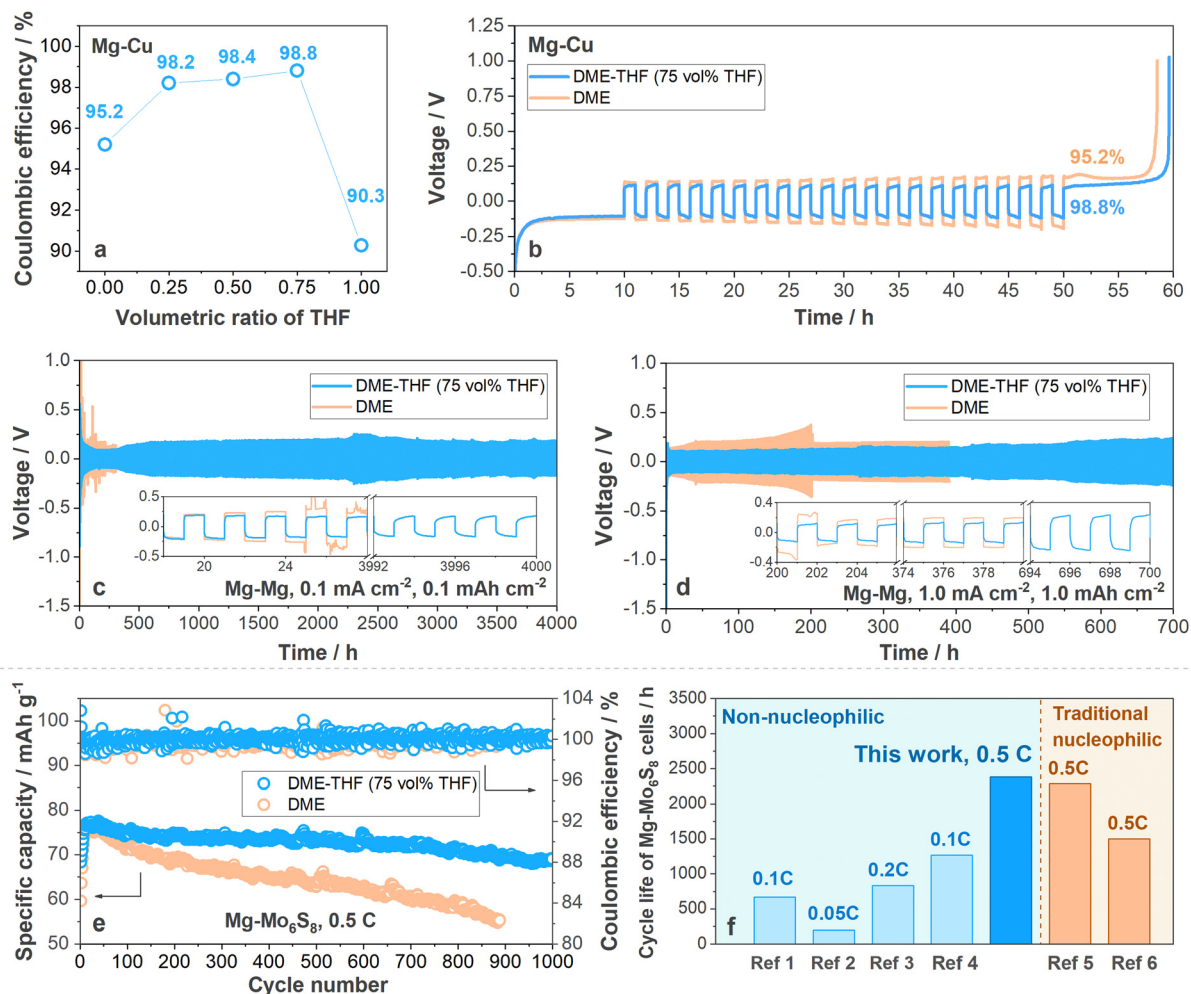 Coulombic efficiency / %
100
98
96
94
92
90
Mg-Cu
95.2
98.2
98.4
98.8
90.3
a
0.00
0.25
0.50
0.75
1.00
Volumetric ratio of THF
Voltage / V
1.25
1.00
0.75
0.50
0.25
0.00
-0.25
-0.50
Mg-Cu
DME-THF (75 vol% THF)
DME
95.2%
98.8%
b
0
5
10
15
20
25
30
35
40
45
50
55
60
Time / h
Voltage / V
1.0
0.5
0.0
-0.5
-1.0
-1.5
DME-THF (75 vol% THF)
DME
0.5
0.0
-0.5
20
24
3992
3996
4000
c
Mg-Mg, 0.1 mA cm⁻², 0.1 mAh cm⁻²
0
500
1000
1500
2000
2500
3000
3500
4000
Time / h
Voltage / V
1.0
0.5
0.0
-0.5
-1.0
-1.5
DME-THF (75 vol% THF)
DME
0.4
0.0
-0.4
200
202
204
374
376
378
694
696
698
700
d
Mg-Mg, 1.0 mA cm⁻², 1.0 mAh cm⁻²
0
100
200
300
400
500
600
700
Time / h
Specific capacity / mAh g⁻¹
100
90
80
70
60
50
DME-THF (75 vol% THF)
DME
e
Mg-Mo₆S₈, 0.5 C
0
100
200
300
400
500
600
700
800
900
1000
Cycle number
104
100
96
92
88
84
80
Coulombic efficiency / %
Cycle life of Mg-Mo₆S₈ cells / h
3500
3000
2500
2000
1500
1000
500
0
Non-nucleophilic
Traditional
nucleophilic
This work, 0.5 C
0.1C
0.05C
0.2C
0.1C
0.5C
0.5C
f
Ref 1
Ref 2
Ref 3
Ref 4
Ref 5
Ref 6